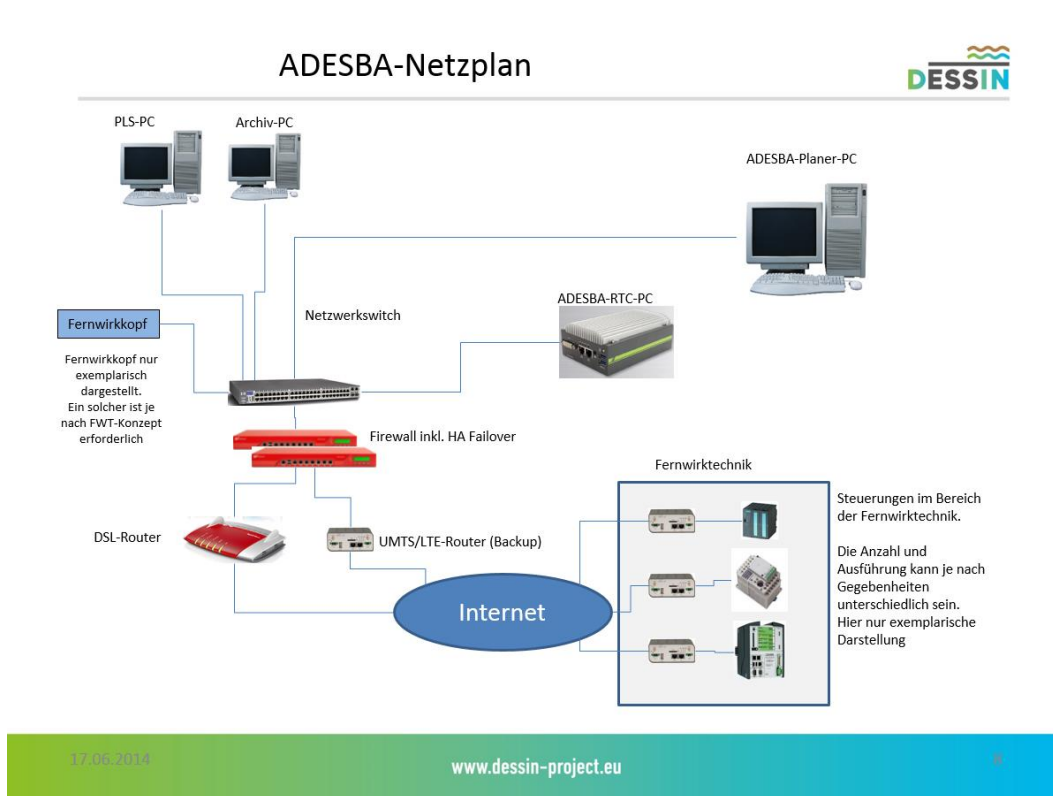 ADESBA-Netzplan
DESSIN
PLS-PC
Archiv-PC
ADESBA-Planer-PC
ADESBA-RTC-PC
Netzwerkswitch
Fernwirkkopf
Fernwirkkopf nur
exemplarisch
dargestellt.
Ein solcher ist je
nach FWT-Konzept
erforderlich
Firewall inkl. HA Failover
Fernwirktechnik
DSL-Router
UMTS/LTE-Router (Backup)
Internet
Steuerungen im Bereich
der Fernwirktechnik.
Die Anzahl und
Ausführung kann je nach
Gegebenheiten
unterschiedlich sein.
Hier nur exemplarische
Darstellung
17.06.2014
www.dessin-project.eu